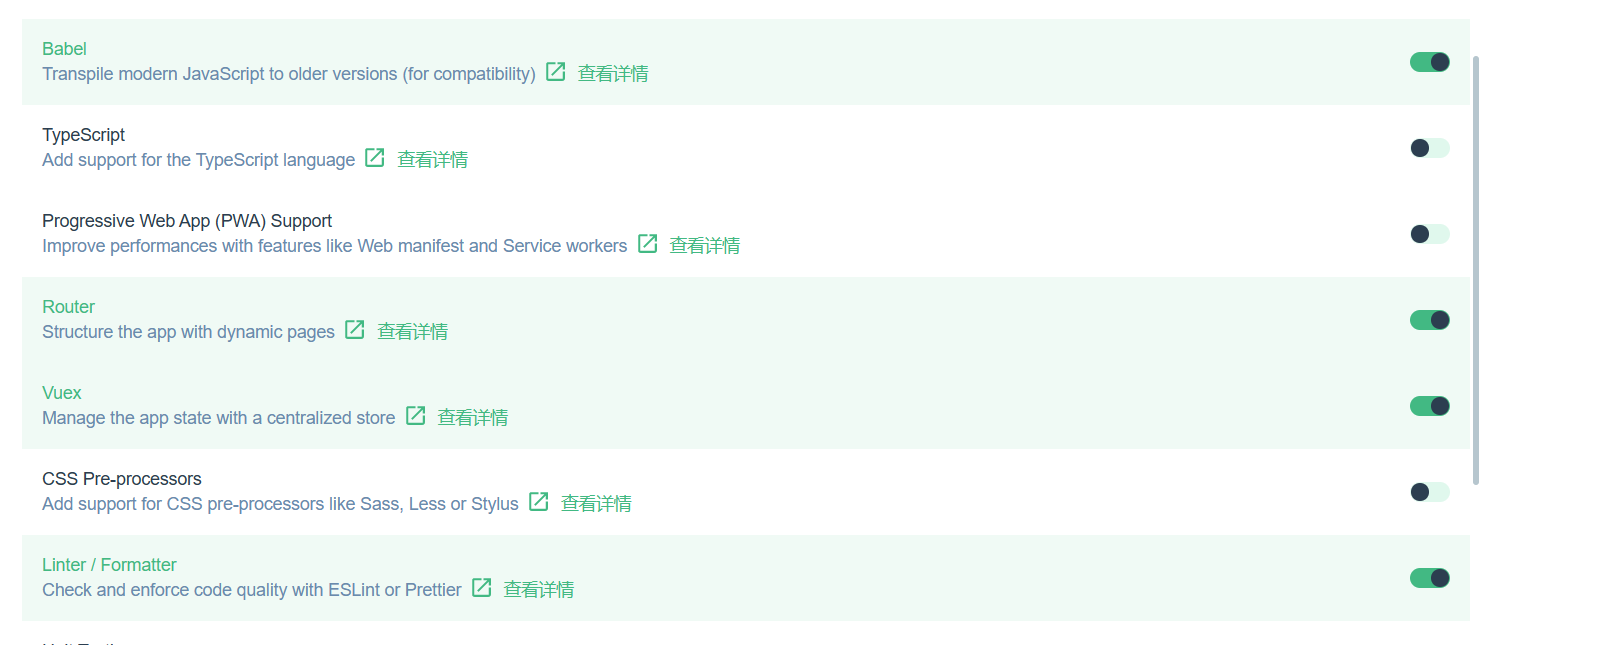 Babel
Transpile modern JavaScript to older versions (for compatibility) 查看详情
TypeScript
Add support for the TypeScript language 查看详情
Progressive Web App (PWA) Support
Improve performances with features like Web manifest and Service workers 查看详情
Router
Structure the app with dynamic pages 查看详情
Vuex
Manage the app state with a centralized store 查看详情
CSS Pre-processors
Add support for CSS pre-processors like Sass, Less or Stylus 查看详情
Linter / Formatter
Check and enforce code quality with ESLint or Prettier 查看详情